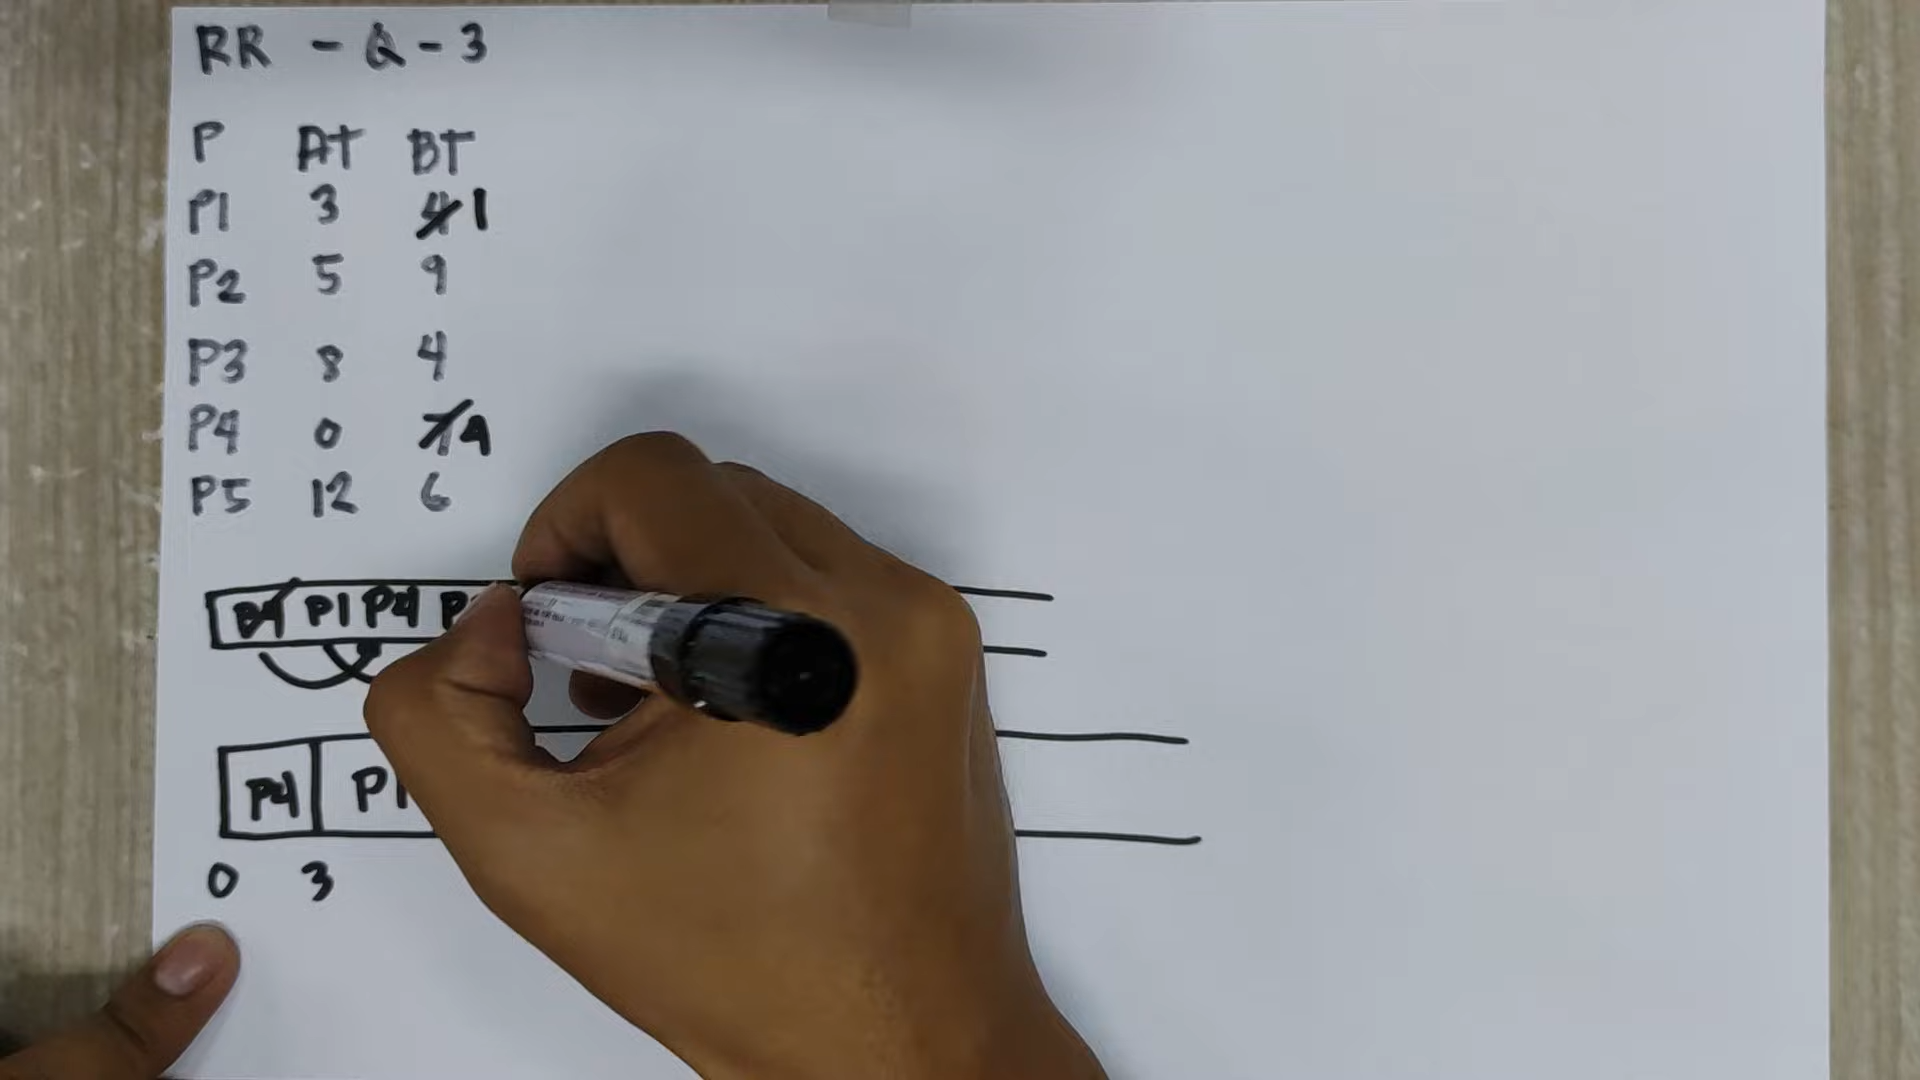 RR - Q - 3
P AT BT
P1 3 4 1
P2 5 9
P3 8 4
P4 0 7 4
P5 12 6
P4 P1 P4
P4 P1
0 3